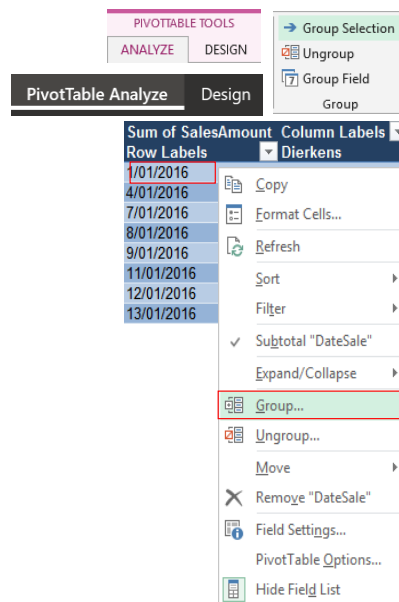 PIVOTTABLE TOOLS
ANALYZE DESIGN
Group Selection
Ungroup
7 Group Field
Group
PivotTable Analyze Design
Sum of SalesAmount Column Labels
Row Labels Dierkens
1/01/2016
4/01/2016
7/01/2016
8/01/2016
9/01/2016
11/01/2016
12/01/2016
13/01/2016
Copy
Format Cells...
Refresh
Sort
Filter
Subtotal "DateSale"
Expand/Collapse
Group...
Ungroup...
Move
Remove "DateSale"
Field Settings...
PivotTable Options...
Hide Field List